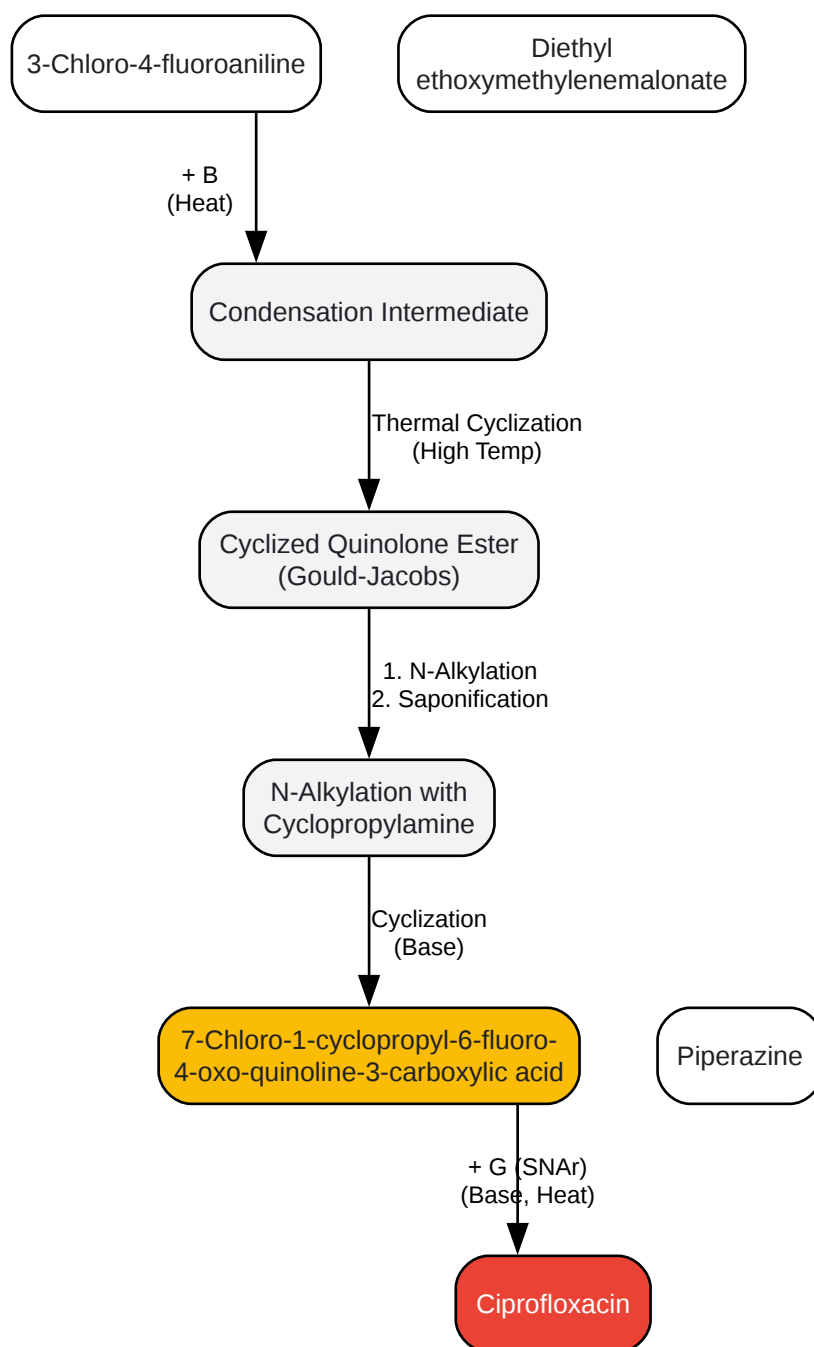 3-Chloro-4-fluoroaniline
Diethyl
ethoxymethylenemalonate
+ B
(Heat)
Condensation Intermediate
Thermal Cyclization
(High Temp)
Cyclized Quinolone Ester
(Gould-Jacobs)
1. N-Alkylation
2. Saponification
N-Alkylation with
Cyclopropylamine
Cyclization
(Base)
7-Chloro-1-cyclopropyl-6-fluoro-
4-oxo-quinoline-3-carboxylic acid
Piperazine
+ G (SNAr)
(Base, Heat)
Ciprofloxacin